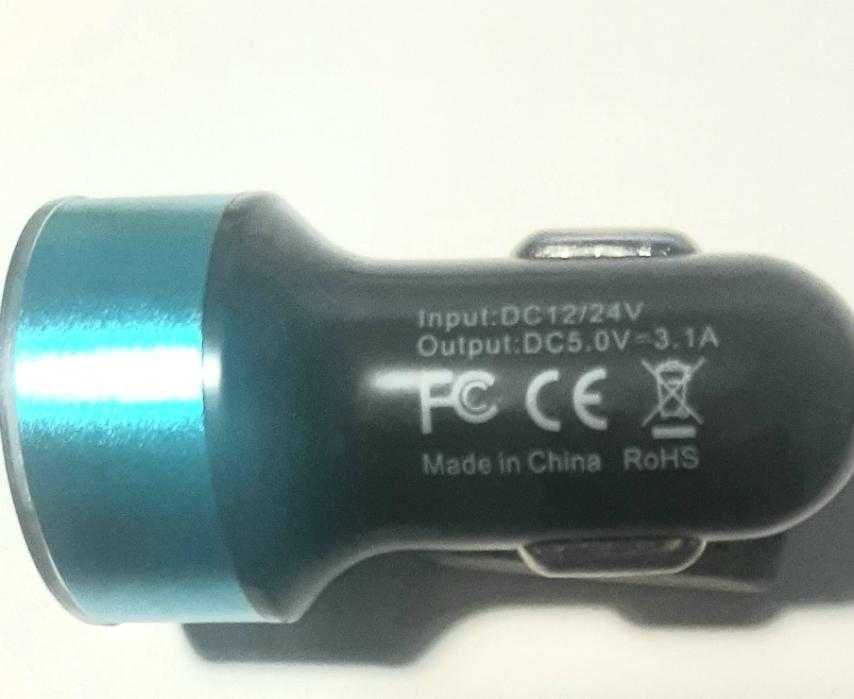 Input:DC12/24V
Output:DC5.0V⎓3.1A
FC CE
Made in China RoHS